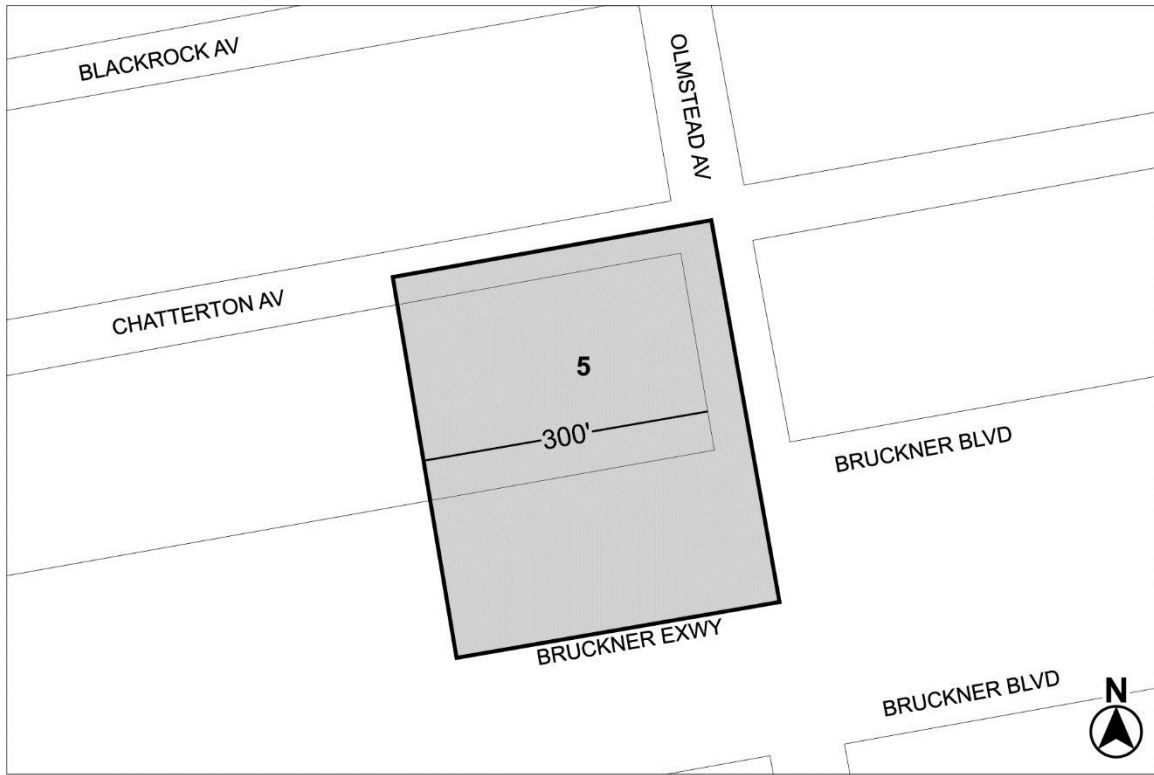 BLACKROCK AV
OLMSTEAD AV
CHATTERTON AV
5
300'
BRUCKNER BLVD
BRUCKNER EXWY
BRUCKNER BLVD
N